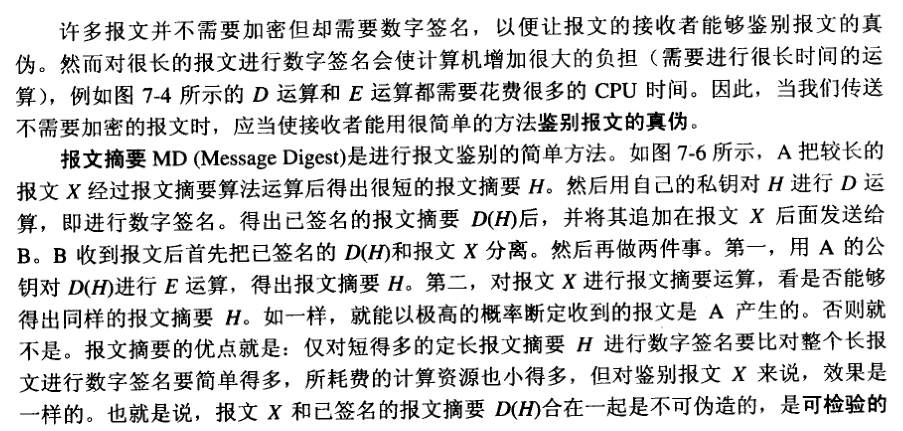 许多报文并不需要加密但却需要数字签名，以便让报文的接收者能够鉴别报文的真
伪。然而对很长的报文进行数字签名会使计算机增加很大的负担（需要进行很长时间的运
算），例如图 7-4 所示的 D 运算和 E 运算都需要花费很多的 CPU 时间。因此，当我们传送
不需要加密的报文时，应当使接收者能用很简单的方法鉴别报文的真伪。
报文摘要 MD (Message Digest)是进行报文鉴别的简单方法。如图 7-6 所示，A 把较长的
报文 X 经过报文摘要算法运算后得出很短的报文摘要 H。然后用自己的私钥对 H 进行 D 运
算，即进行数字签名。得出已签名的报文摘要 D(H)后，并将其追加在报文 X 后面发送给
B。B 收到报文后首先把已签名的 D(H)和报文 X 分离。然后再做两件事。第一，用 A 的公
钥对 D(H)进行 E 运算，得出报文摘要 H。第二，对报文 X 进行报文摘要运算，看是否能够
得出同样的报文摘要 H。如一样，就能以极高的概率断定收到的报文是 A 产生的。否则就
不是。报文摘要的优点就是：仅对短得多的定长报文摘要 H 进行数字签名要比对整个长报
文进行数字签名要简单得多，所耗费的计算资源也小得多，但对鉴别报文 X 来说，效果是
一样的。也就是说，报文 X 和已签名的报文摘要 D(H)合在一起是不可伪造的，是可检验的